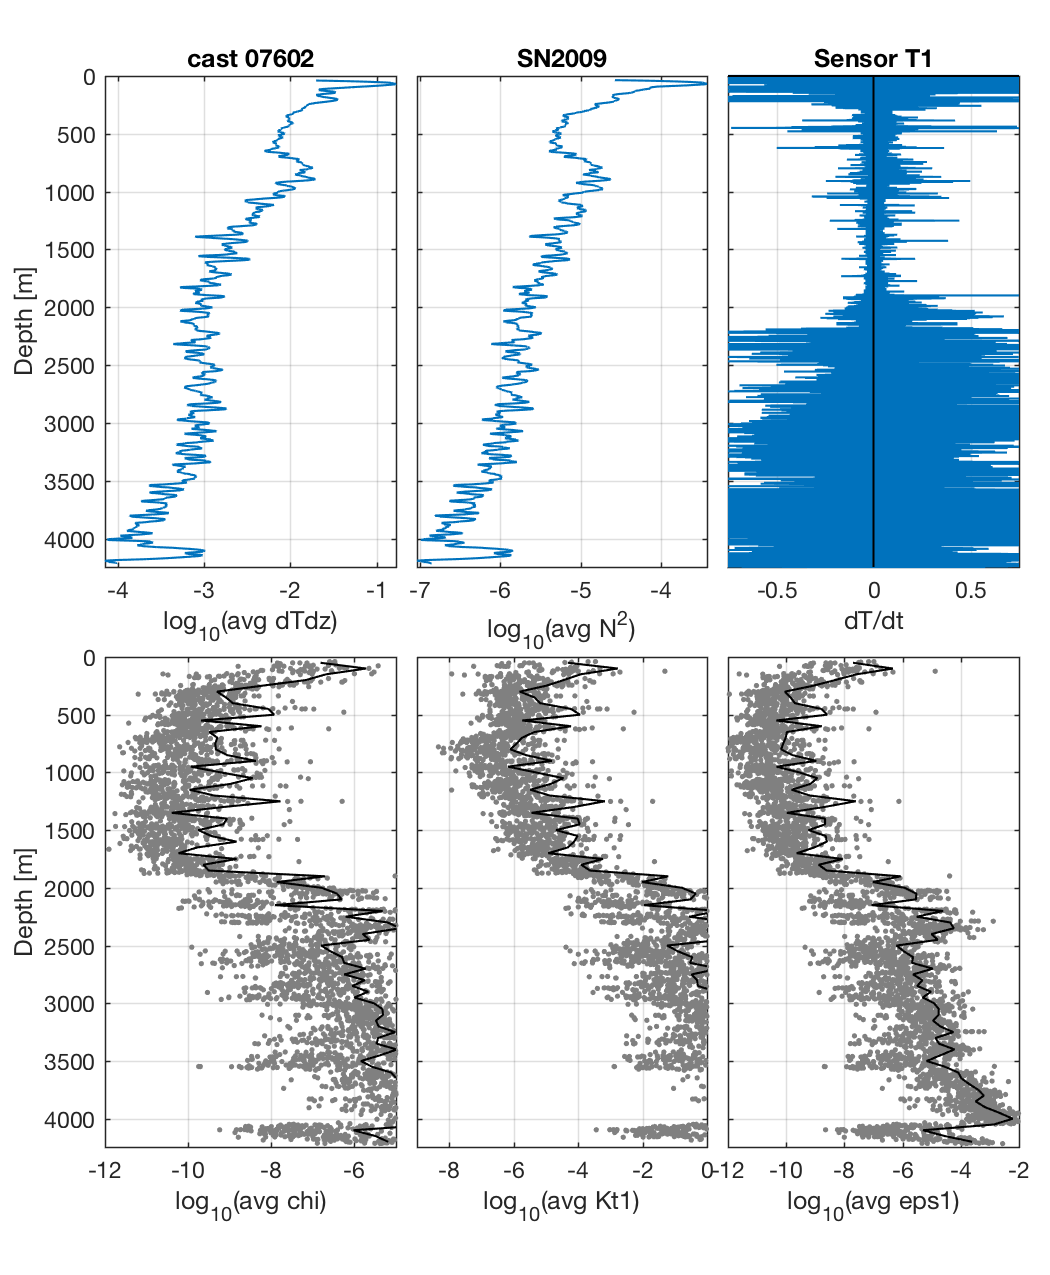 cast 07602 SN2009 Sensor T1
0
500
1000
1500
2000
2500
3000
3500
4000
Depth [m]
-4 -3 -2 -1 -7 -6 -5 -4 -0.5 0 0.5
log10(avg dTdz) log10(avg N2) dT/dt
0
500
1000
1500
2000
2500
3000
3500
4000
Depth [m]
-12 -10 -8 -6 -8 -6 -4 -2 0 -12 -10 -8 -6 -4 -2
log10(avg chi) log10(avg Kt1) log10(avg eps1)